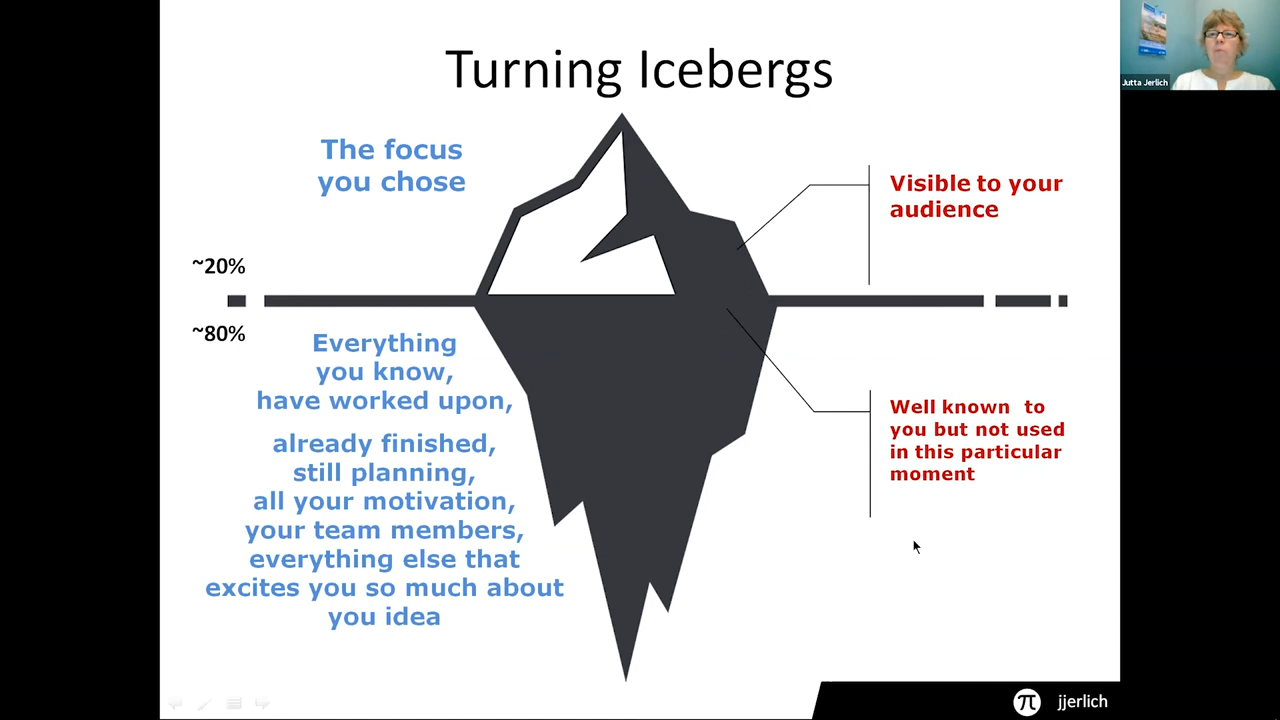 Turning Icebergs
The focus
you chose
Visible to your
audience
~20%
~80%
Everything
you know,
have worked upon,
already finished,
still planning,
all your motivation,
your team members,
everything else that
excites you so much about
you idea
Well known to
you but not used
in this particular
moment
π jjerlich
Jutta Jerlich